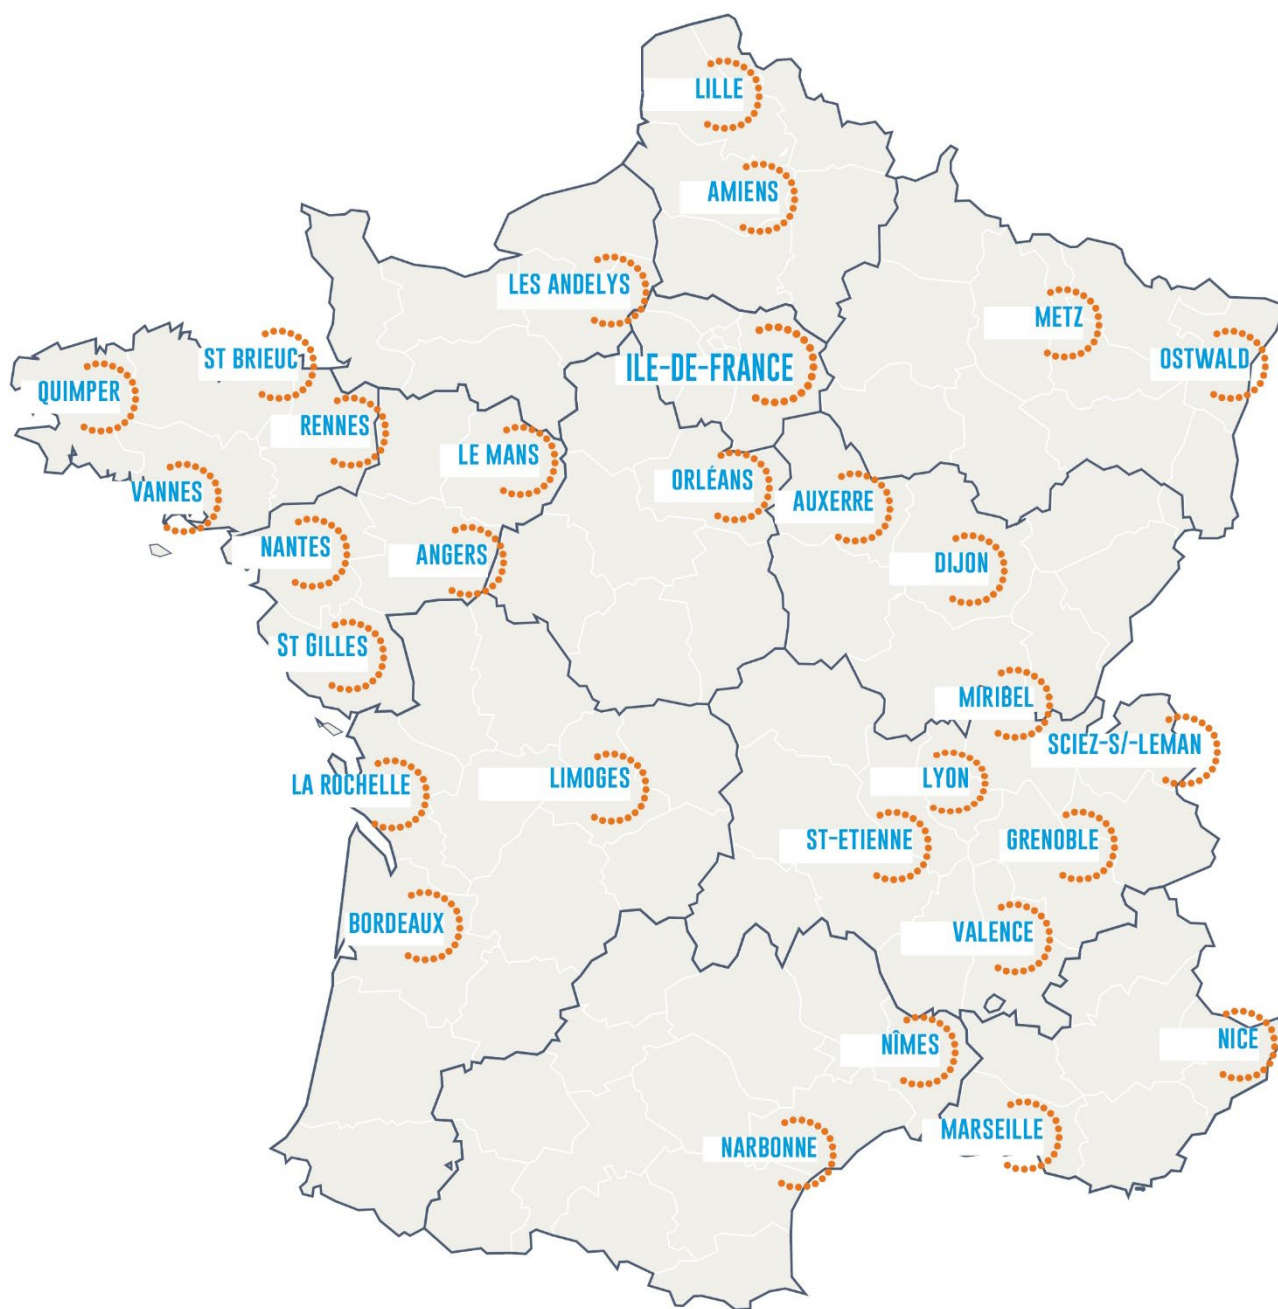 LILLE
AMIENS
LES ANDELYS
METZ
ST BRIEUC
ILE-DE-FRANCE
OSTWALD
QUIMPER
RENNES
LE MANS
ORLÉANS
VANNES
AUXERRE
NANTES
ANGERS
DIJON
ST GILLES
MIRIBEL
SCIEZ-S/-LEMAN
LA ROCHELLE
LIMOGES
LYON
ST-ETIENNE
GRENOBLE
BORDEAUX
VALENCE
NÎMES
NICE
MARSEILLE
NARBONNE